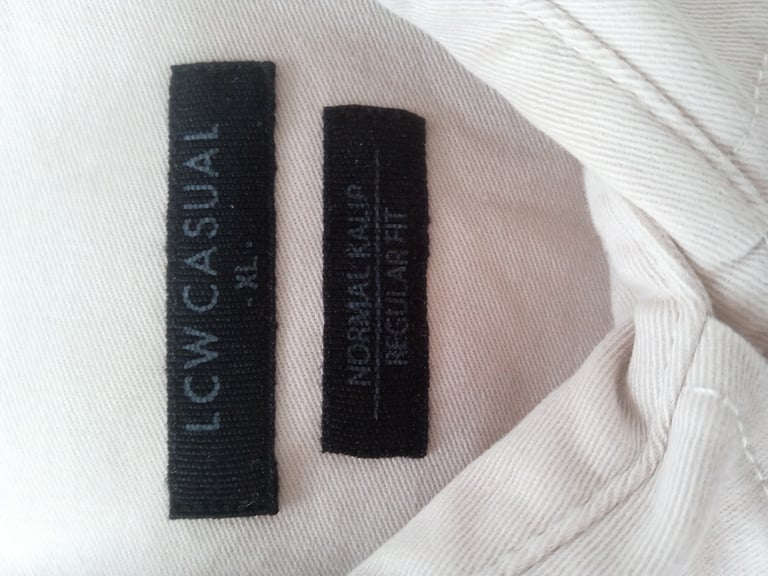 LCW CASUAL
- XL -
NORMAL KALIP
REGULAR FIT